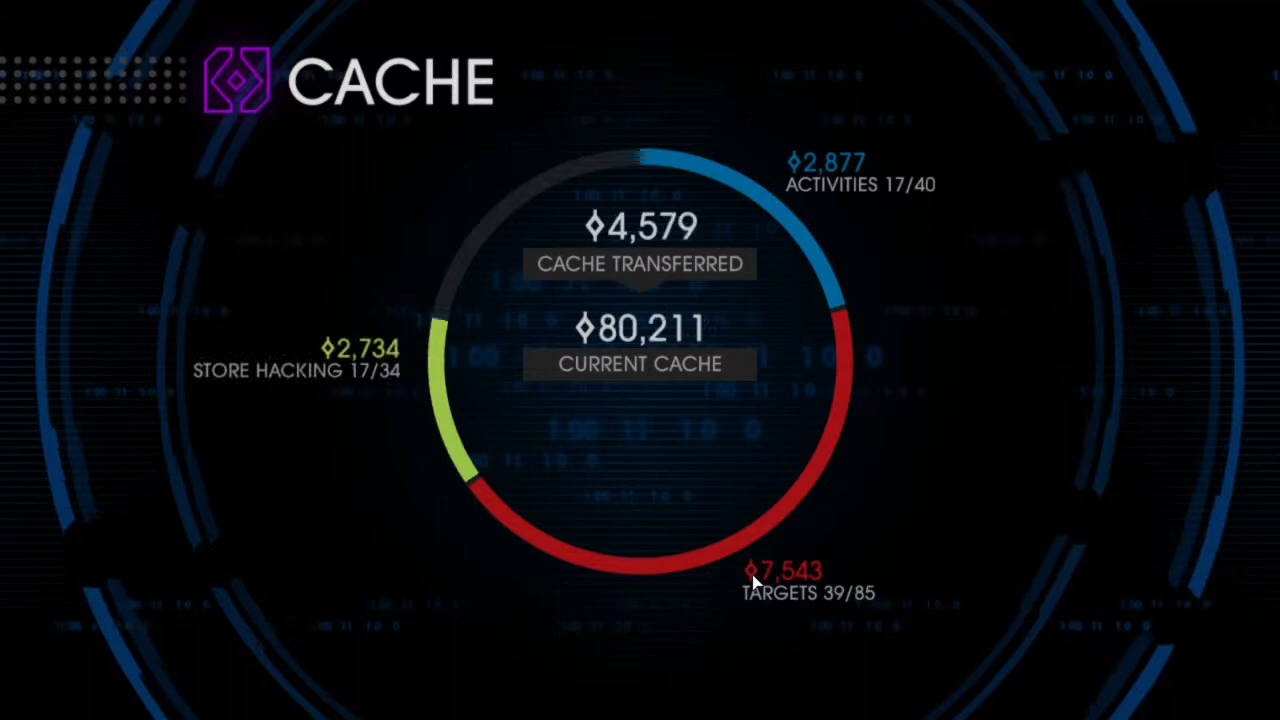 CACHE
2,877
ACTIVITIES 17/40
4,579
CACHE TRANSFERRED
80,211
CURRENT CACHE
2,734
STORE HACKING 17/34
7,543
TARGETS 39/85